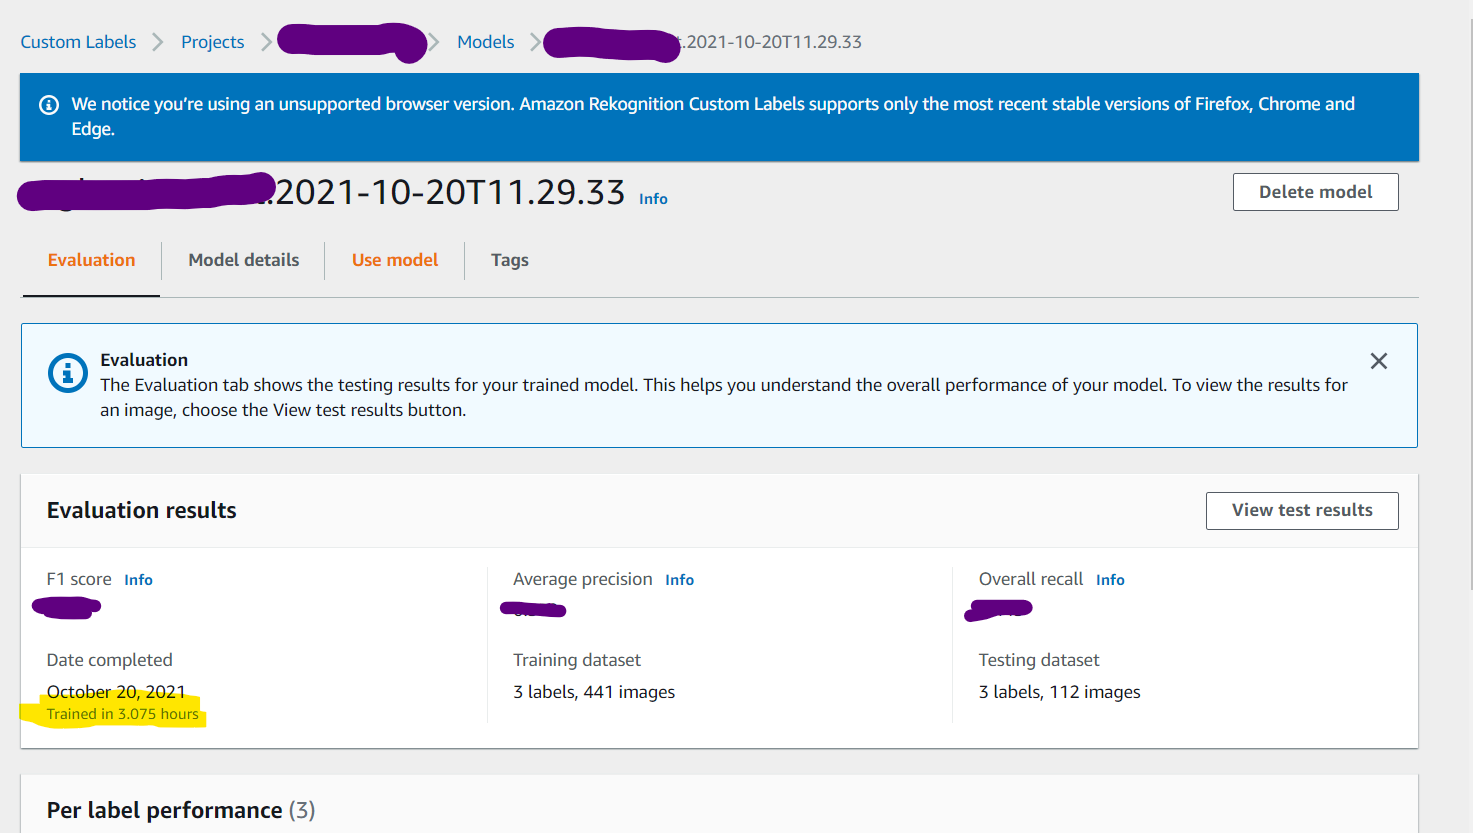 Custom Labels > Projects > > Models > .2021-10-20T11.29.33
We notice you're using an unsupported browser version. Amazon Rekognition Custom Labels supports only the most recent stable versions of Firefox, Chrome and
Edge.
.2021-10-20T11.29.33 Info
Delete model
Evaluation Model details Use model Tags
Evaluation
The Evaluation tab shows the testing results for your trained model. This helps you understand the overall performance of your model. To view the results for
an image, choose the View test results button.
Evaluation results
View test results
F1 score Info
Average precision Info
Overall recall Info
Date completed
October 20, 2021
Trained in 3.075 hours
Training dataset
3 labels, 441 images
Testing dataset
3 labels, 112 images
Per label performance (3)